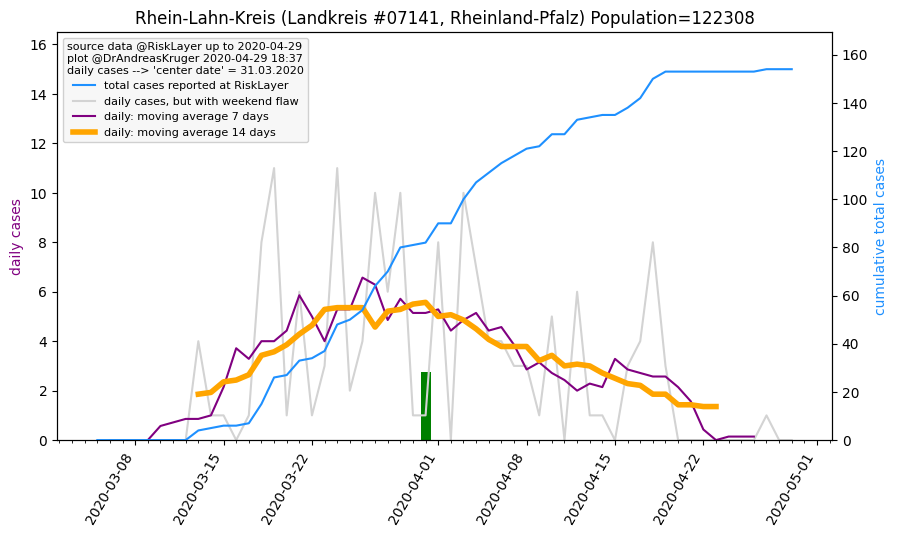 Rhein-Lahn-Kreis (Landkreis #07141, Rheinland-Pfalz) Population=122308
source data @RiskLayer up to 2020-04-29
plot @DrAndreasKruger 2020-04-29 18:37
daily cases --> 'center date' = 31.03.2020
total cases reported at RiskLayer
daily cases, but with weekend flaw
daily: moving average 7 days
daily: moving average 14 days
daily cases
16
14
12
10
8
6
4
2
0
160
140
120
100
80
60
40
20
0
cumulative total cases
2020-03-08
2020-03-15
2020-03-22
2020-04-01
2020-04-08
2020-04-15
2020-04-22
2020-05-01